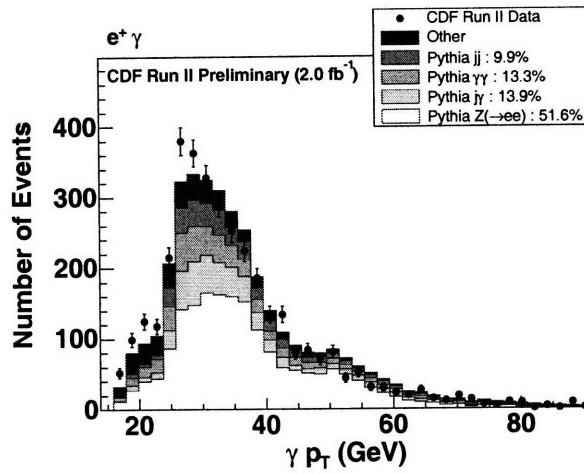 e⁺ γ
CDF Run II Data
Other
Pythia jj : 9.9%
Pythia γγ : 13.3%
Pythia jγ : 13.9%
Pythia Z(→ee) : 51.6%
CDF Run II Preliminary (2.0 fb⁻¹)
Number of Events
400
300
200
100
0
20
40
60
80
γ p_T (GeV)